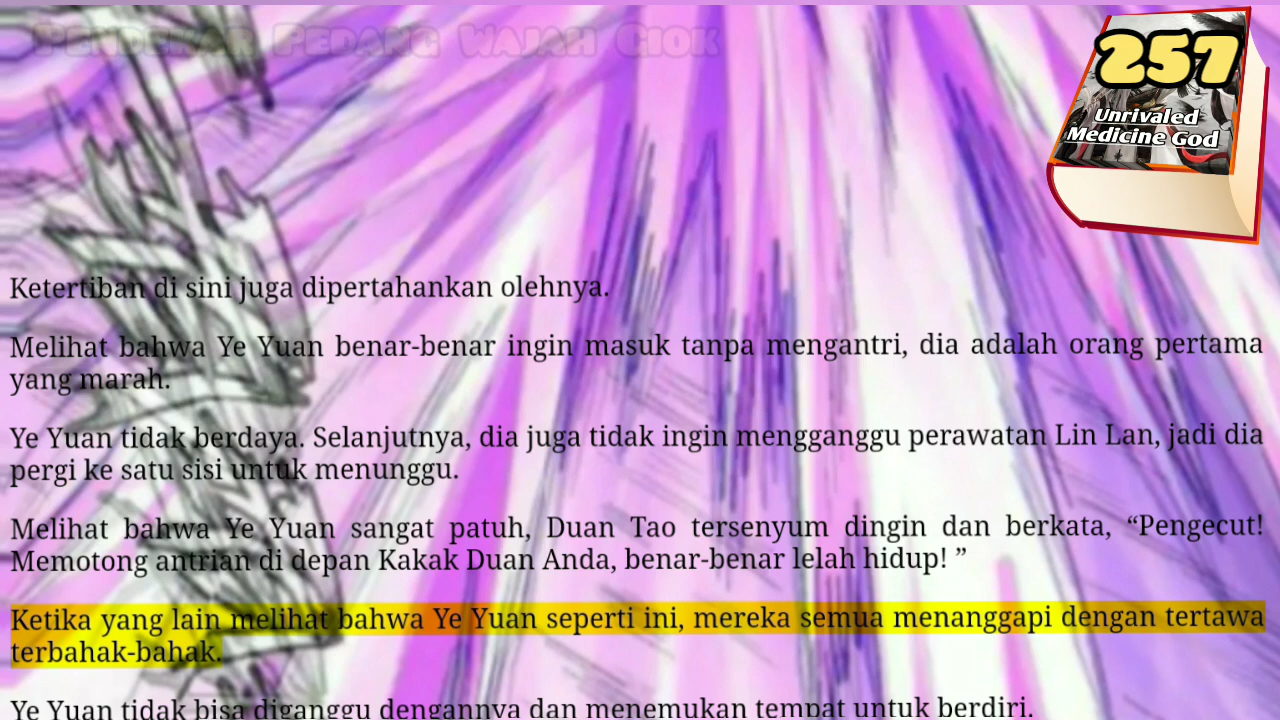 Pendekar Pedang Wajah Giok
257
Unrivaled
Medicine God
Ketertiban di sini juga dipertahankan olehnya.
Melihat bahwa Ye Yuan benar-benar ingin masuk tanpa mengantri, dia adalah orang pertama
yang marah.
Ye Yuan tidak berdaya. Selanjutnya, dia juga tidak ingin mengganggu perawatan Lin Lan, jadi dia
pergi ke satu sisi untuk menunggu.
Melihat bahwa Ye Yuan sangat patuh, Duan Tao tersenyum dingin dan berkata, “Pengecut!
Memotong antrian di depan Kakak Duan Anda, benar-benar lelah hidup! ”
Ketika yang lain melihat bahwa Ye Yuan seperti ini, mereka semua menanggapi dengan tertawa
terbahak-bahak.
Ye Yuan tidak bisa diganggu dengannya dan menemukan tempat untuk berdiri.